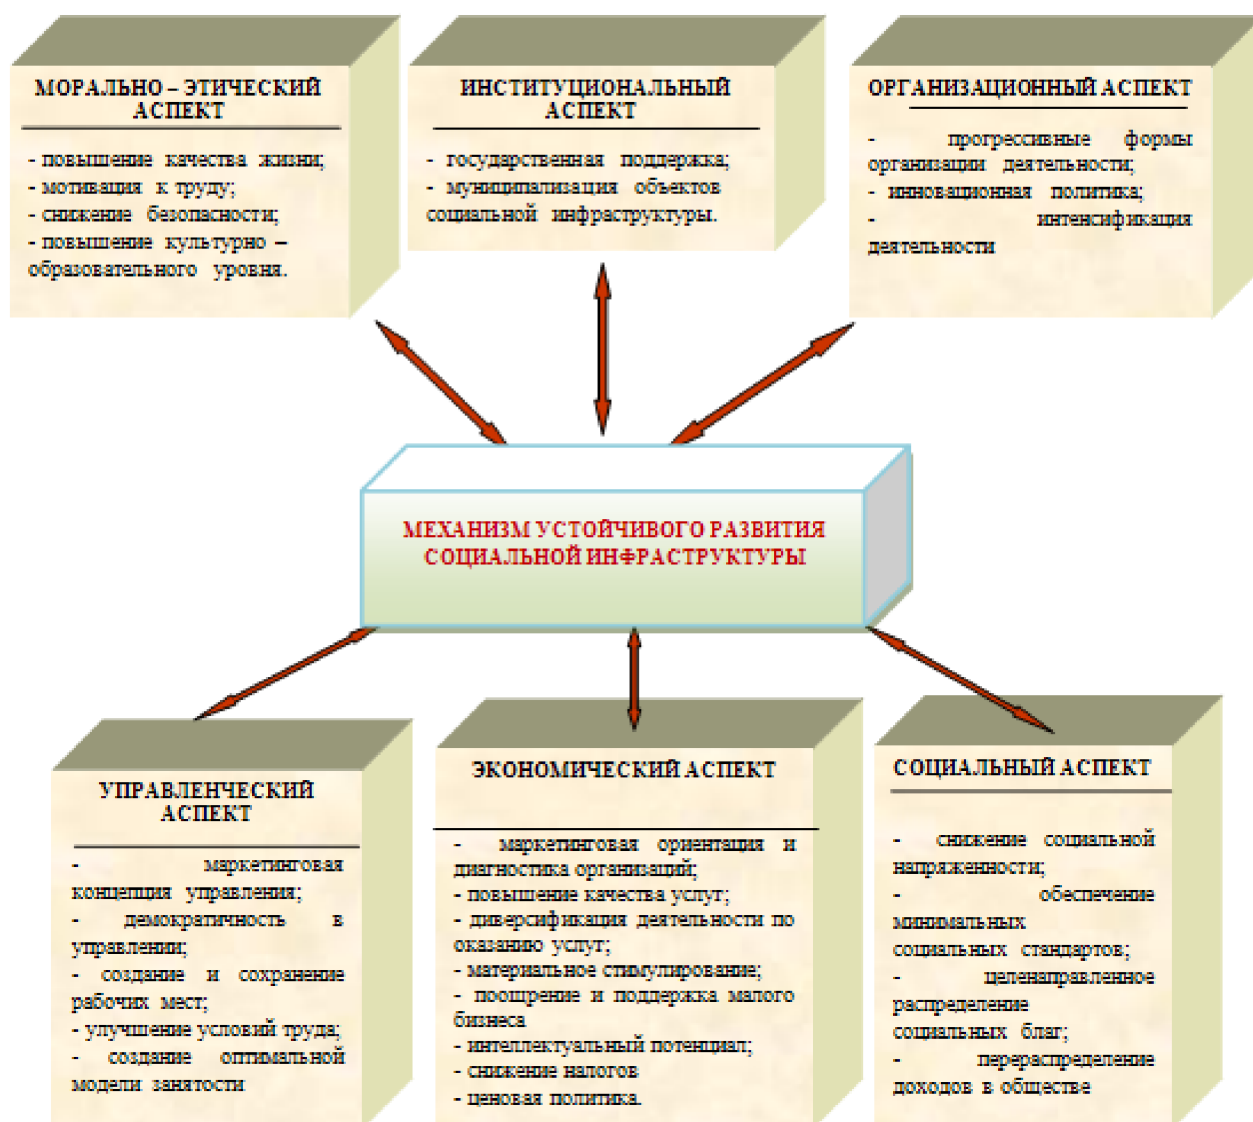 МОРАЛЬНО – ЭТИЧЕСКИЙ
АСПЕКТ
- повышение качества жизни;
- мотивация к труду;
- снижение безопасности;
- повышение культурно –
образовательного уровня.
ИНСТИТУЦИОНАЛЬНЫЙ
АСПЕКТ
- государственная поддержка;
- муниципализация объектов
социальной инфраструктуры.
ОРГАНИЗАЦИОННЫЙ АСПЕКТ
- прогрессивные формы
организации деятельности;
- инновационная политика;
- интенсификация
деятельности
МЕХАНИЗМ УСТОЙЧИВОГО РАЗВИТИЯ
СОЦИАЛЬНОЙ ИНФРАСТРУКТУРЫ
УПРАВЛЕНЧЕСКИЙ
АСПЕКТ
- маркетинговая
концепция управления;
- демократичность в
управлении;
- создание и сохранение
рабочих мест;
- улучшение условий труда;
- создание оптимальной
модели занятости
ЭКОНОМИЧЕСКИЙ АСПЕКТ
- маркетинговая ориентация и
диагностика организаций;
- повышение качества услуг;
- диверсификация деятельности по
оказанию услуг;
- материальное стимулирование;
- поощрение и поддержка малого
бизнеса
- интеллектуальный потенциал;
- снижение налогов
- ценовая политика.
СОЦИАЛЬНЫЙ АСПЕКТ
- снижение социальной
напряженности;
- обеспечение
минимальных
социальных стандартов;
- целенаправленное
распределение
социальных благ;
- перераспределение
доходов в обществе